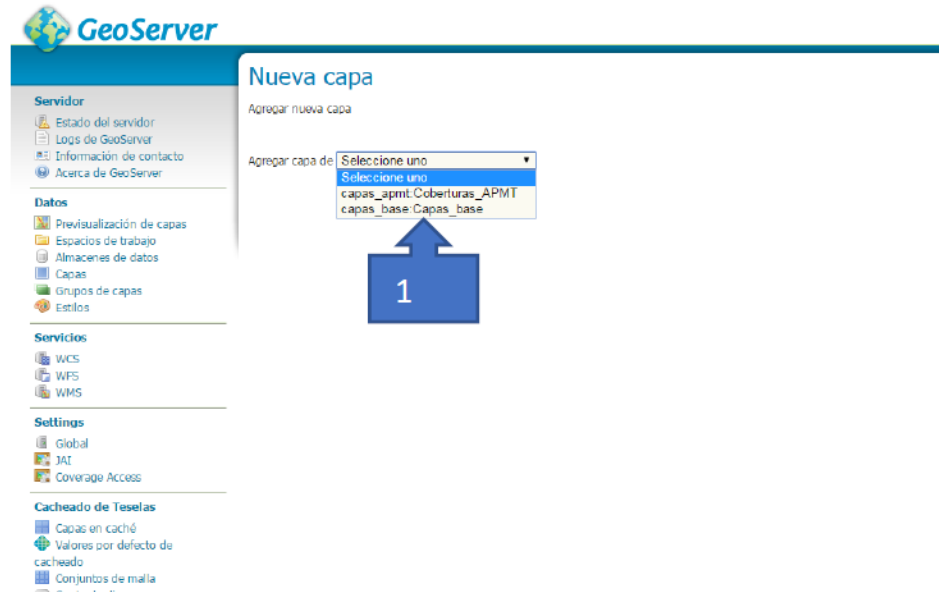 GeoServer
Nueva capa
Agregar nueva capa
Agregar capa de Seleccione uno
Seleccione uno
capas_apmt:Coberturas_APMT
capas_base:Capas_base
1
Servidor
Estado del servidor
Logs de GeoServer
Información de contacto
Acerca de GeoServer
Datos
Previsualización de capas
Espacios de trabajo
Almacenes de datos
Capas
Grupos de capas
Estilos
Servicios
WCS
WFS
WMS
Settings
Global
JAI
Coverage Access
Cacheado de Teselas
Capas en caché
Valores por defecto de
cacheado
Conjuntos de malla